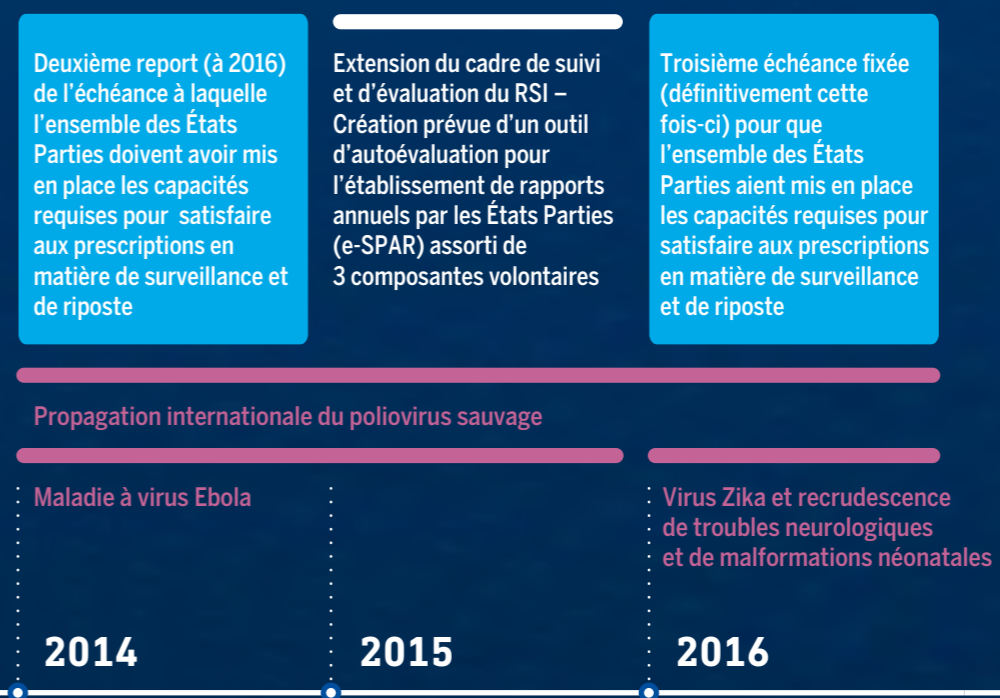 Deuxième report (à 2016)
de l’échéance à laquelle
l’ensemble des États
Parties doivent avoir mis
en place les capacités
requises pour satisfaire
aux prescriptions en
matière de surveillance et
de riposte
Extension du cadre de suivi
et d’évaluation du RSI –
Création prévue d’un outil
d’autoévaluation pour
l’établissement de rapports
annuels par les États Parties
(e-SPAR) assorti de
3 composantes volontaires
Troisième échéance fixée
(définitivement cette
fois-ci) pour que
l’ensemble des États
Parties aient mis en place
les capacités requises pour
satisfaire aux prescriptions
en matière de surveillance
et de riposte
Propagation internationale du poliovirus sauvage
Maladie à virus Ebola
Virus Zika et recrudescence
de troubles neurologiques
et de malformations néonatales
2014
2015
2016